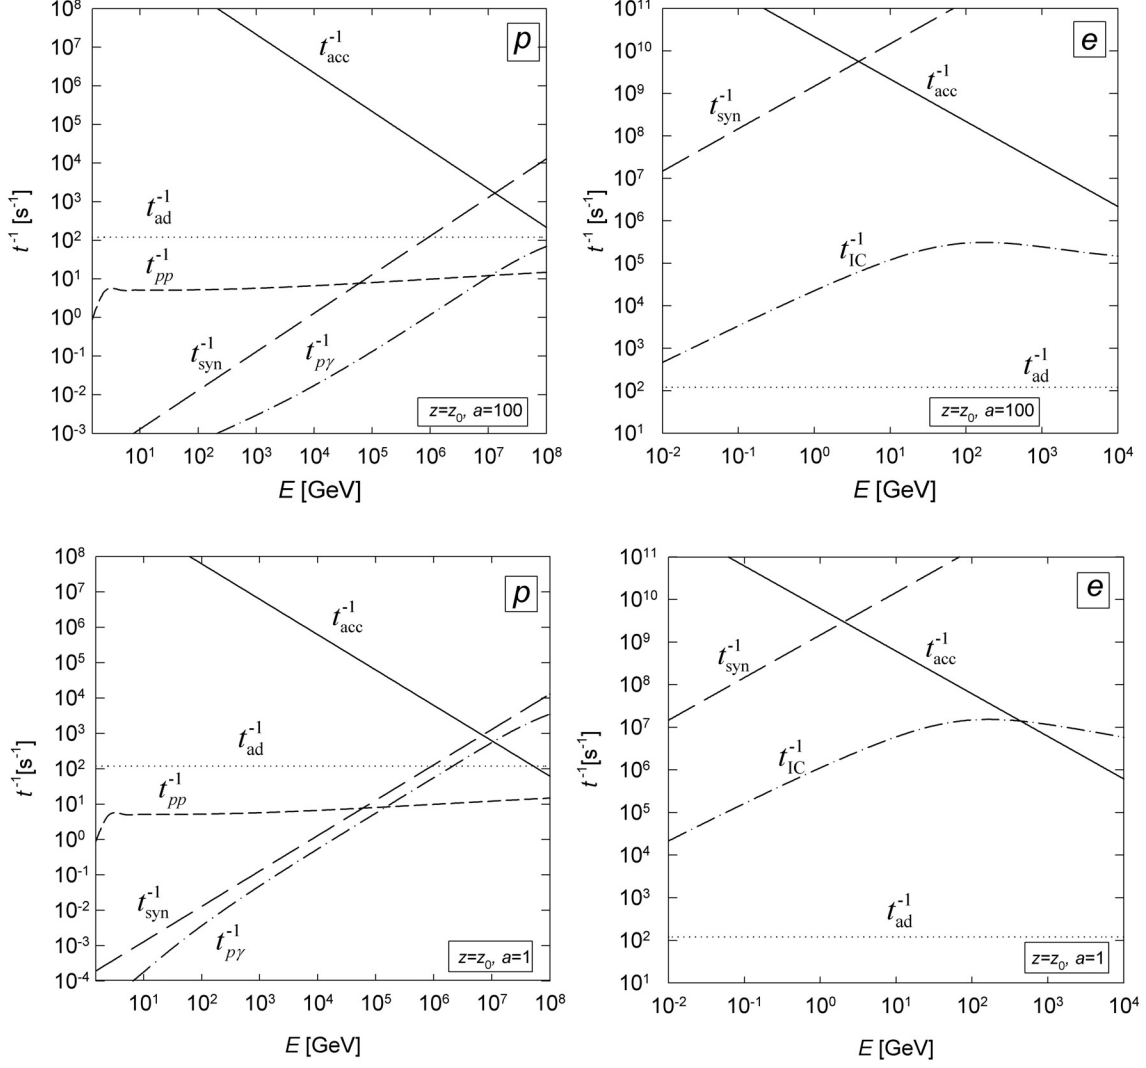 10^8
10^7
10^6
10^5
10^4
10^3
10^2
10^1
10^0
10^-1
10^-2
10^-3
t^-1 [s^-1]
t_acc^-1
p
t_ad^-1
t_pp^-1
t_syn^-1
t_pγ^-1
z=z_0, a=100
10^1 10^2 10^3 10^4 10^5 10^6 10^7 10^8
E [GeV]
10^11
10^10
10^9
10^8
10^7
10^6
10^5
10^4
10^3
10^2
10^1
t^-1 [s^-1]
e
t_acc^-1
t_syn^-1
t_IC^-1
t_ad^-1
z=z_0, a=100
10^-2 10^-1 10^0 10^1 10^2 10^3 10^4
E [GeV]
10^8
10^7
10^6
10^5
10^4
10^3
10^2
10^1
10^0
10^-1
10^-2
10^-3
10^-4
t^-1[s^-1]
p
t_acc^-1
t_ad^-1
t_pp^-1
t_syn^-1
t_pγ^-1
z=z_0, a=1
10^1 10^2 10^3 10^4 10^5 10^6 10^7 10^8
E [GeV]
10^11
10^10
10^9
10^8
10^7
10^6
10^5
10^4
10^3
10^2
10^1
t^-1 [s^-1]
e
t_syn^-1
t_acc^-1
t_IC^-1
t_ad^-1
z=z_0, a=1
10^-2 10^-1 10^0 10^1 10^2 10^3 10^4
E [GeV]